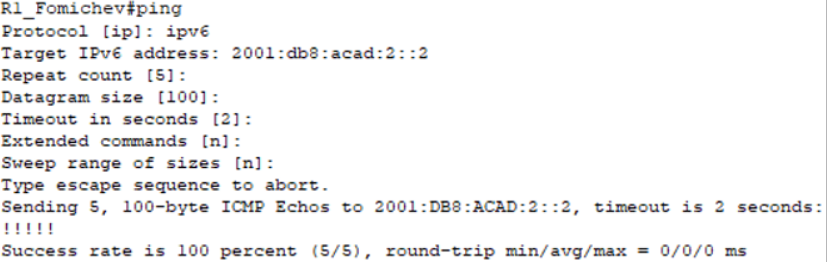 R1_Fomichev#ping
Protocol [ip]: ipv6
Target IPv6 address: 2001:db8:acad:2::2
Repeat count [5]:
Datagram size [100]:
Timeout in seconds [2]:
Extended commands [n]:
Sweep range of sizes [n]:
Type escape sequence to abort.
Sending 5, 100-byte ICMP Echos to 2001:DB8:ACAD:2::2, timeout is 2 seconds:
!!!!!
Success rate is 100 percent (5/5), round-trip min/avg/max = 0/0/0 ms